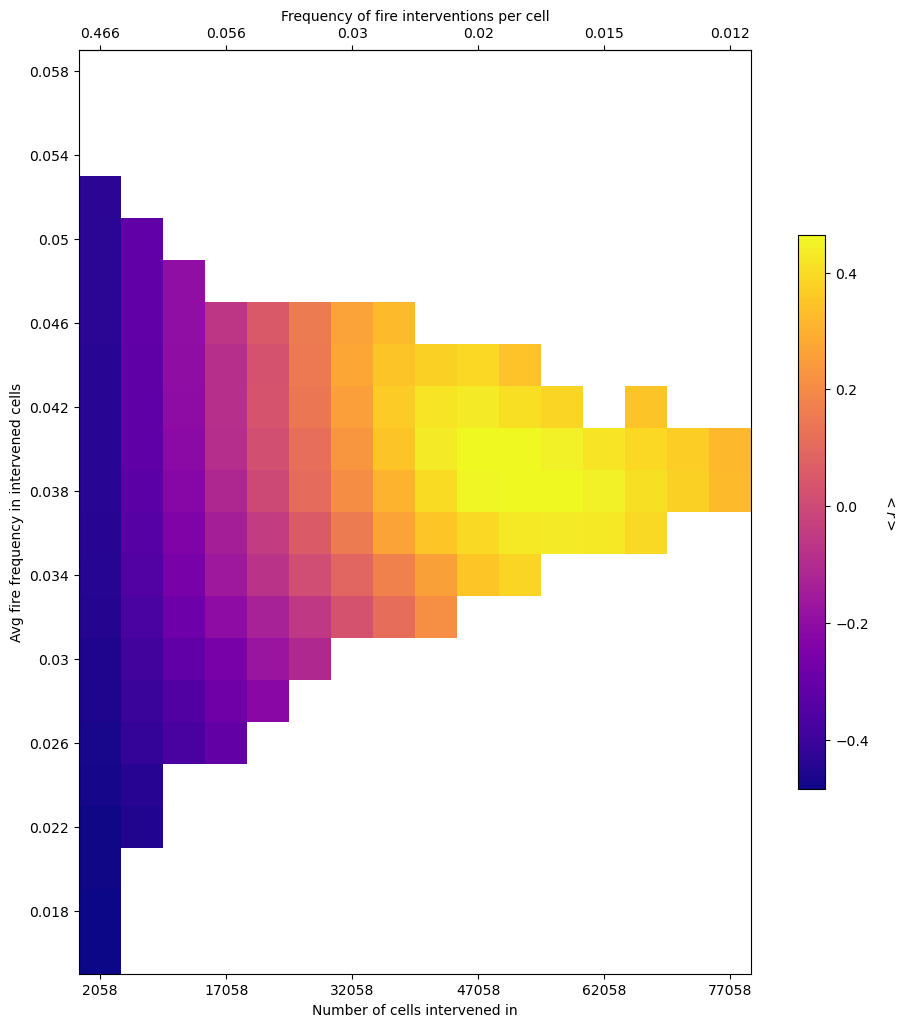 Frequency of fire interventions per cell
0.466 0.056 0.03 0.02 0.015 0.012
0.058
0.054
0.05
0.046
0.042
0.038
0.034
0.03
0.026
0.022
0.018
Avg fire frequency in intervened cells
2058 17058 32058 47058 62058 77058
Number of cells intervened in
0.4
0.2
0.0
−0.2
−0.4
< r >